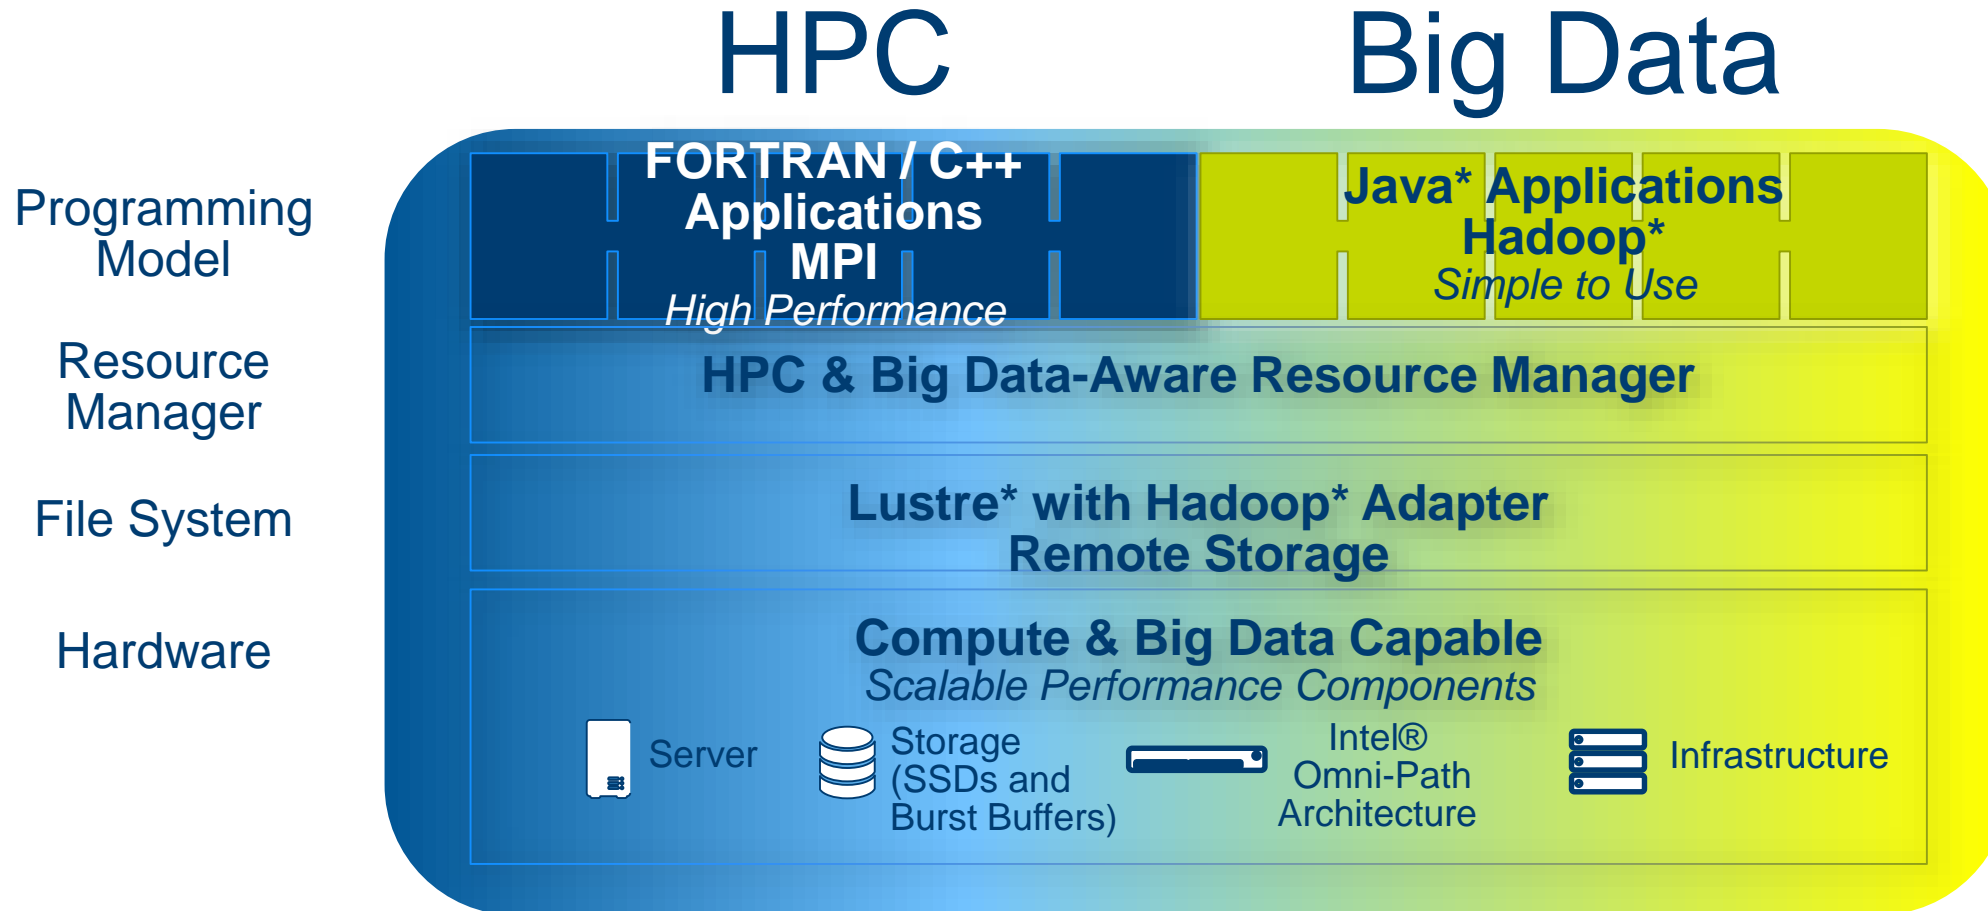 HPC
Big Data
Programming
Model
FORTRAN / C++
Applications
MPI
High Performance
Java* Applications
Hadoop*
Simple to Use
Resource
Manager
HPC & Big Data-Aware Resource Manager
File System
Lustre* with Hadoop* Adapter
Remote Storage
Hardware
Compute & Big Data Capable
Scalable Performance Components
Server
Storage
(SSDs and
Burst Buffers)
Intel®
Omni-Path
Architecture
Infrastructure